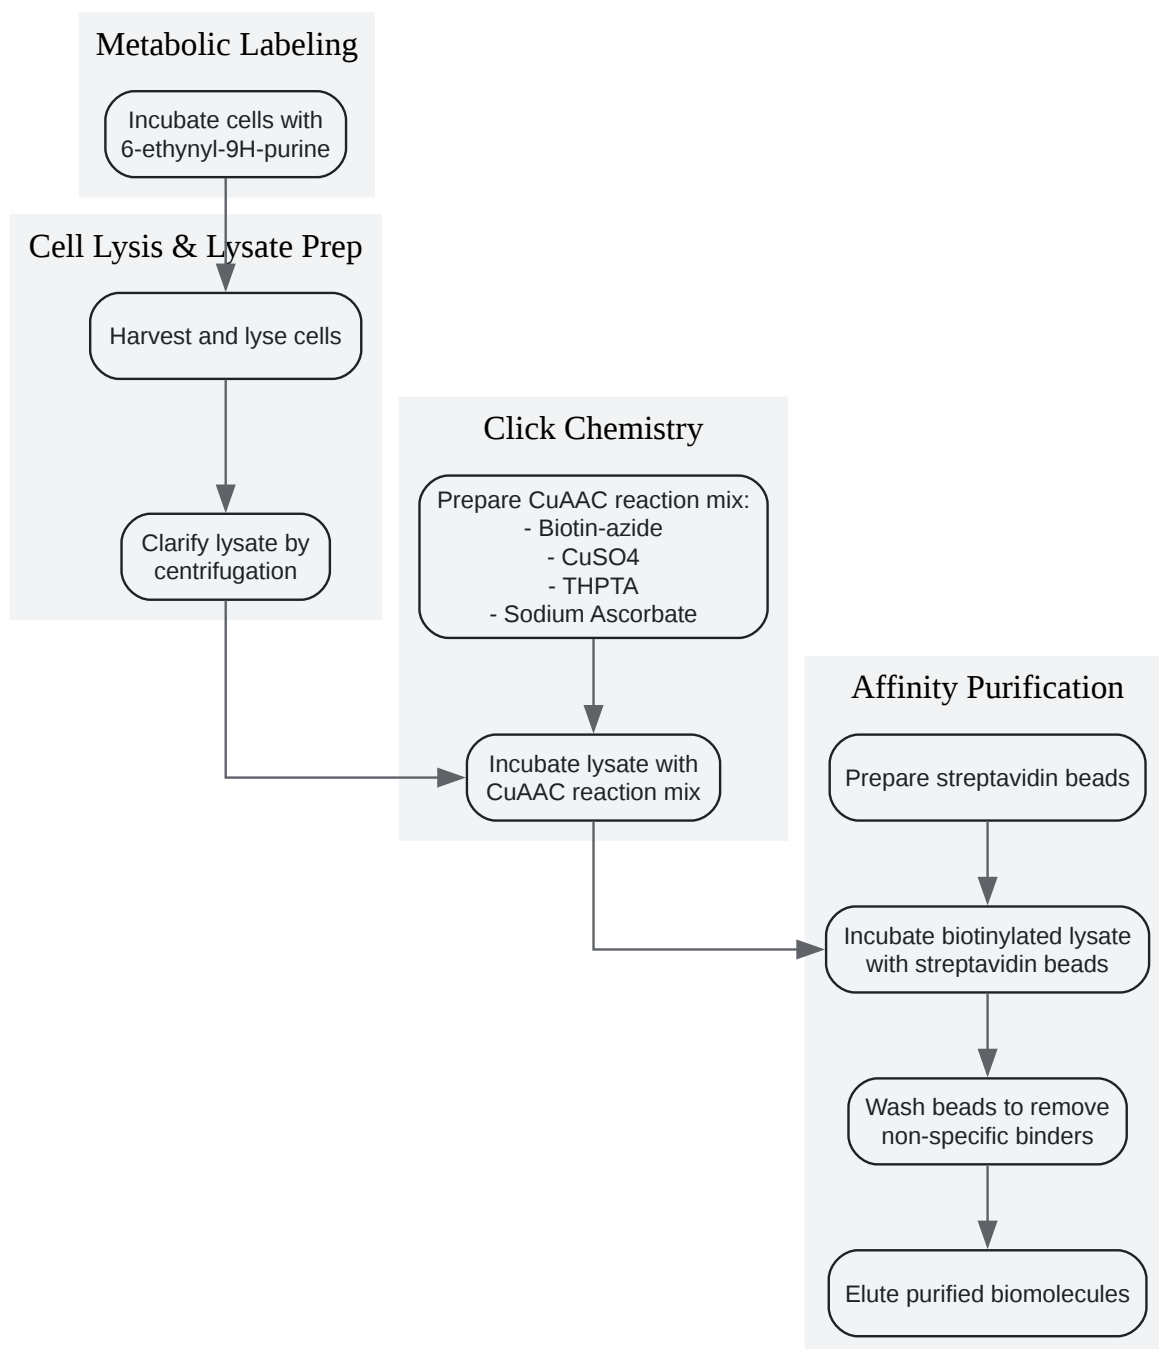 Metabolic Labeling
Incubate cells with
6-ethynyl-9H-purine
Cell Lysis & Lysate Prep
Harvest and lyse cells
Clarify lysate by
centrifugation
Click Chemistry
Prepare CuAAC reaction mix:
- Biotin-azide
- CuSO4
- THPTA
- Sodium Ascorbate
Incubate lysate with
CuAAC reaction mix
Affinity Purification
Prepare streptavidin beads
Incubate biotinylated lysate
with streptavidin beads
Wash beads to remove
non-specific binders
Elute purified biomolecules